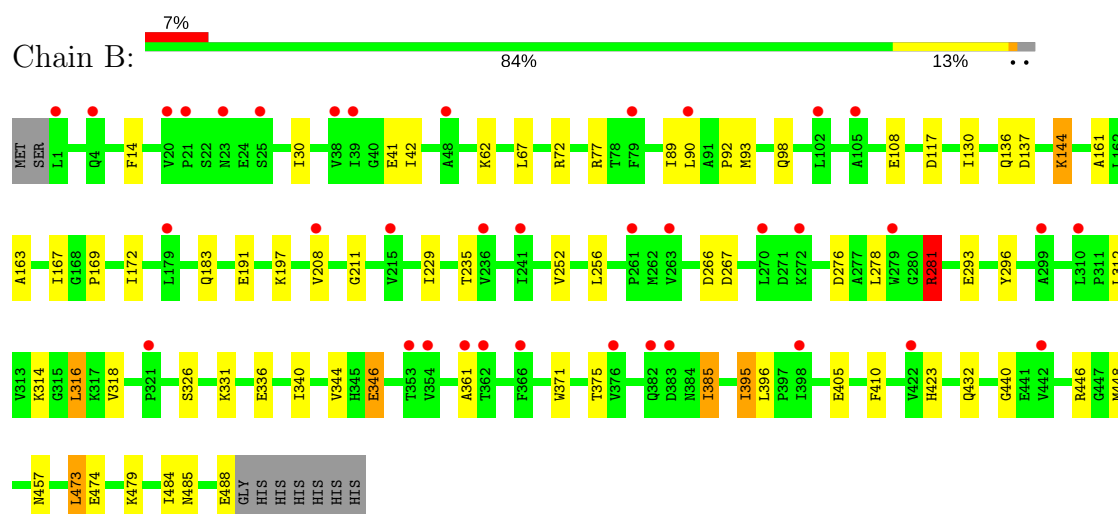 7%
Chain B:
84% 13% • •
MET SER L1 Q4 F14 V20 P21 S22 N23 E24 S25 I30 V38 I39 G40 E41 I42 A48 K62 L67 R72 R77 T78 F79 I89 L90 A91 P92 M93 Q98 L102 A105 E108 D117 I130 Q136 D137 K144 A161 L162
A163 I167 G168 P169 I172 L179 Q183 E191 K197 V208 G211 V215 I229 T235 V236 I241 V252 L256 P261 M262 V263 D266 D267 L270 D271 K272 D276 A277 L278 W279 G280 R281 E293 Y296 A299 L310 P311 L312
V313 K314 G315 L316 K317 V318 P321 S326 K331 E336 I340 V344 H345 E346 T353 V354 A361 T362 F366 W371 T375 V376 Q382 D383 N384 I385 I395 L396 P397 I398 E405 F410 V422 H423 Q432 G440 E441 V442 R446 G447 M448
N457 L473 E474 K479 I484 N485 E488 GLY HIS HIS HIS HIS HIS HIS